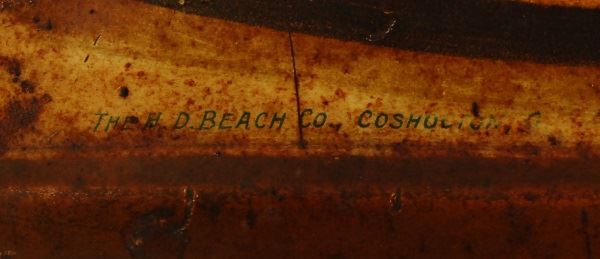 THE H. D. BEACH CO., COSHOCTON, O